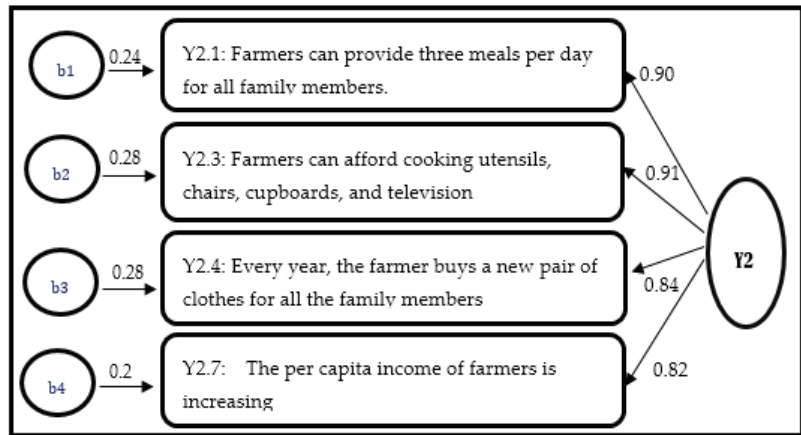 b1
0.24
Y2.1: Farmers can provide three meals per day
for all family members.
0.90
b2
0.28
Y2.3: Farmers can afford cooking utensils,
chairs, cupboards, and television
0.91
Y2
b3
0.28
Y2.4: Every year, the farmer buys a new pair of
clothes for all the family members
0.84
b4
0.2
Y2.7: The per capita income of farmers is
increasing
0.82